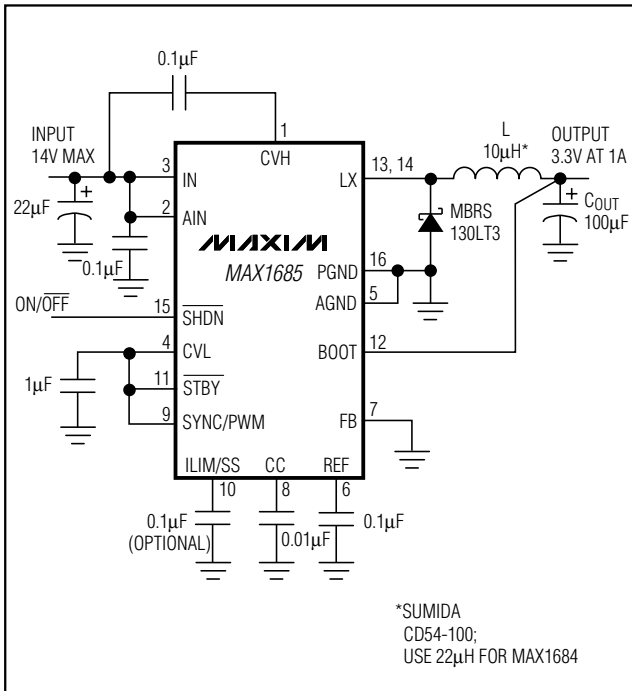 0.1µF
INPUT
14V MAX
22µF
0.1µF
ON/OFF
1µF
1
CVH
3
IN
2
AIN
MAXIM
MAX1685
15
SHDN
4
CVL
11
STBY
9
SYNC/PWM
LX
13, 14
PGND
16
AGND
5
BOOT
12
FB
7
ILIM/SS
CC
REF
10
8
6
0.1µF
(OPTIONAL)
0.01µF
0.1µF
L
10µH*
OUTPUT
3.3V AT 1A
MBRS
130LT3
COUT
100µF
*SUMIDA
CD54-100;
USE 22µH FOR MAX1684